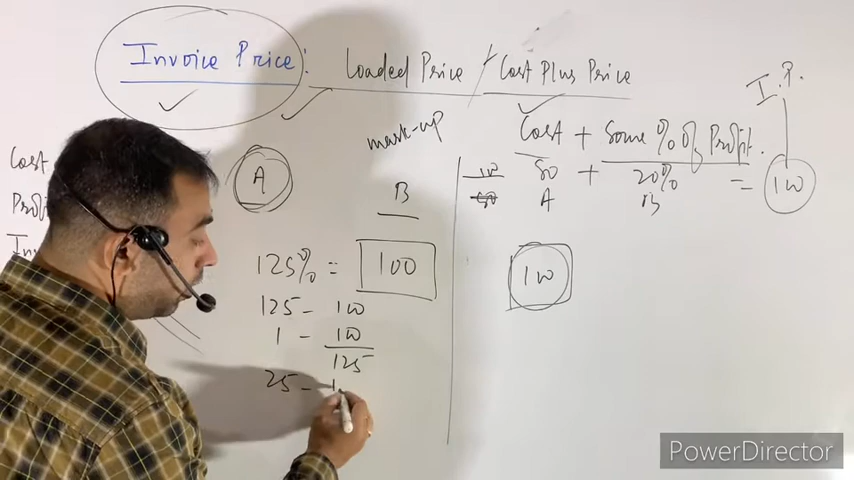 Invoice Price : Loaded Price / Cost Plus Price
I.P.
mark-up
Cost + Some % Of Profit.
80 + 20% = 100
A
B
Cost
A
B
125% = 100
100
125 - 100
1 - 100
125
25 -
PowerDirector